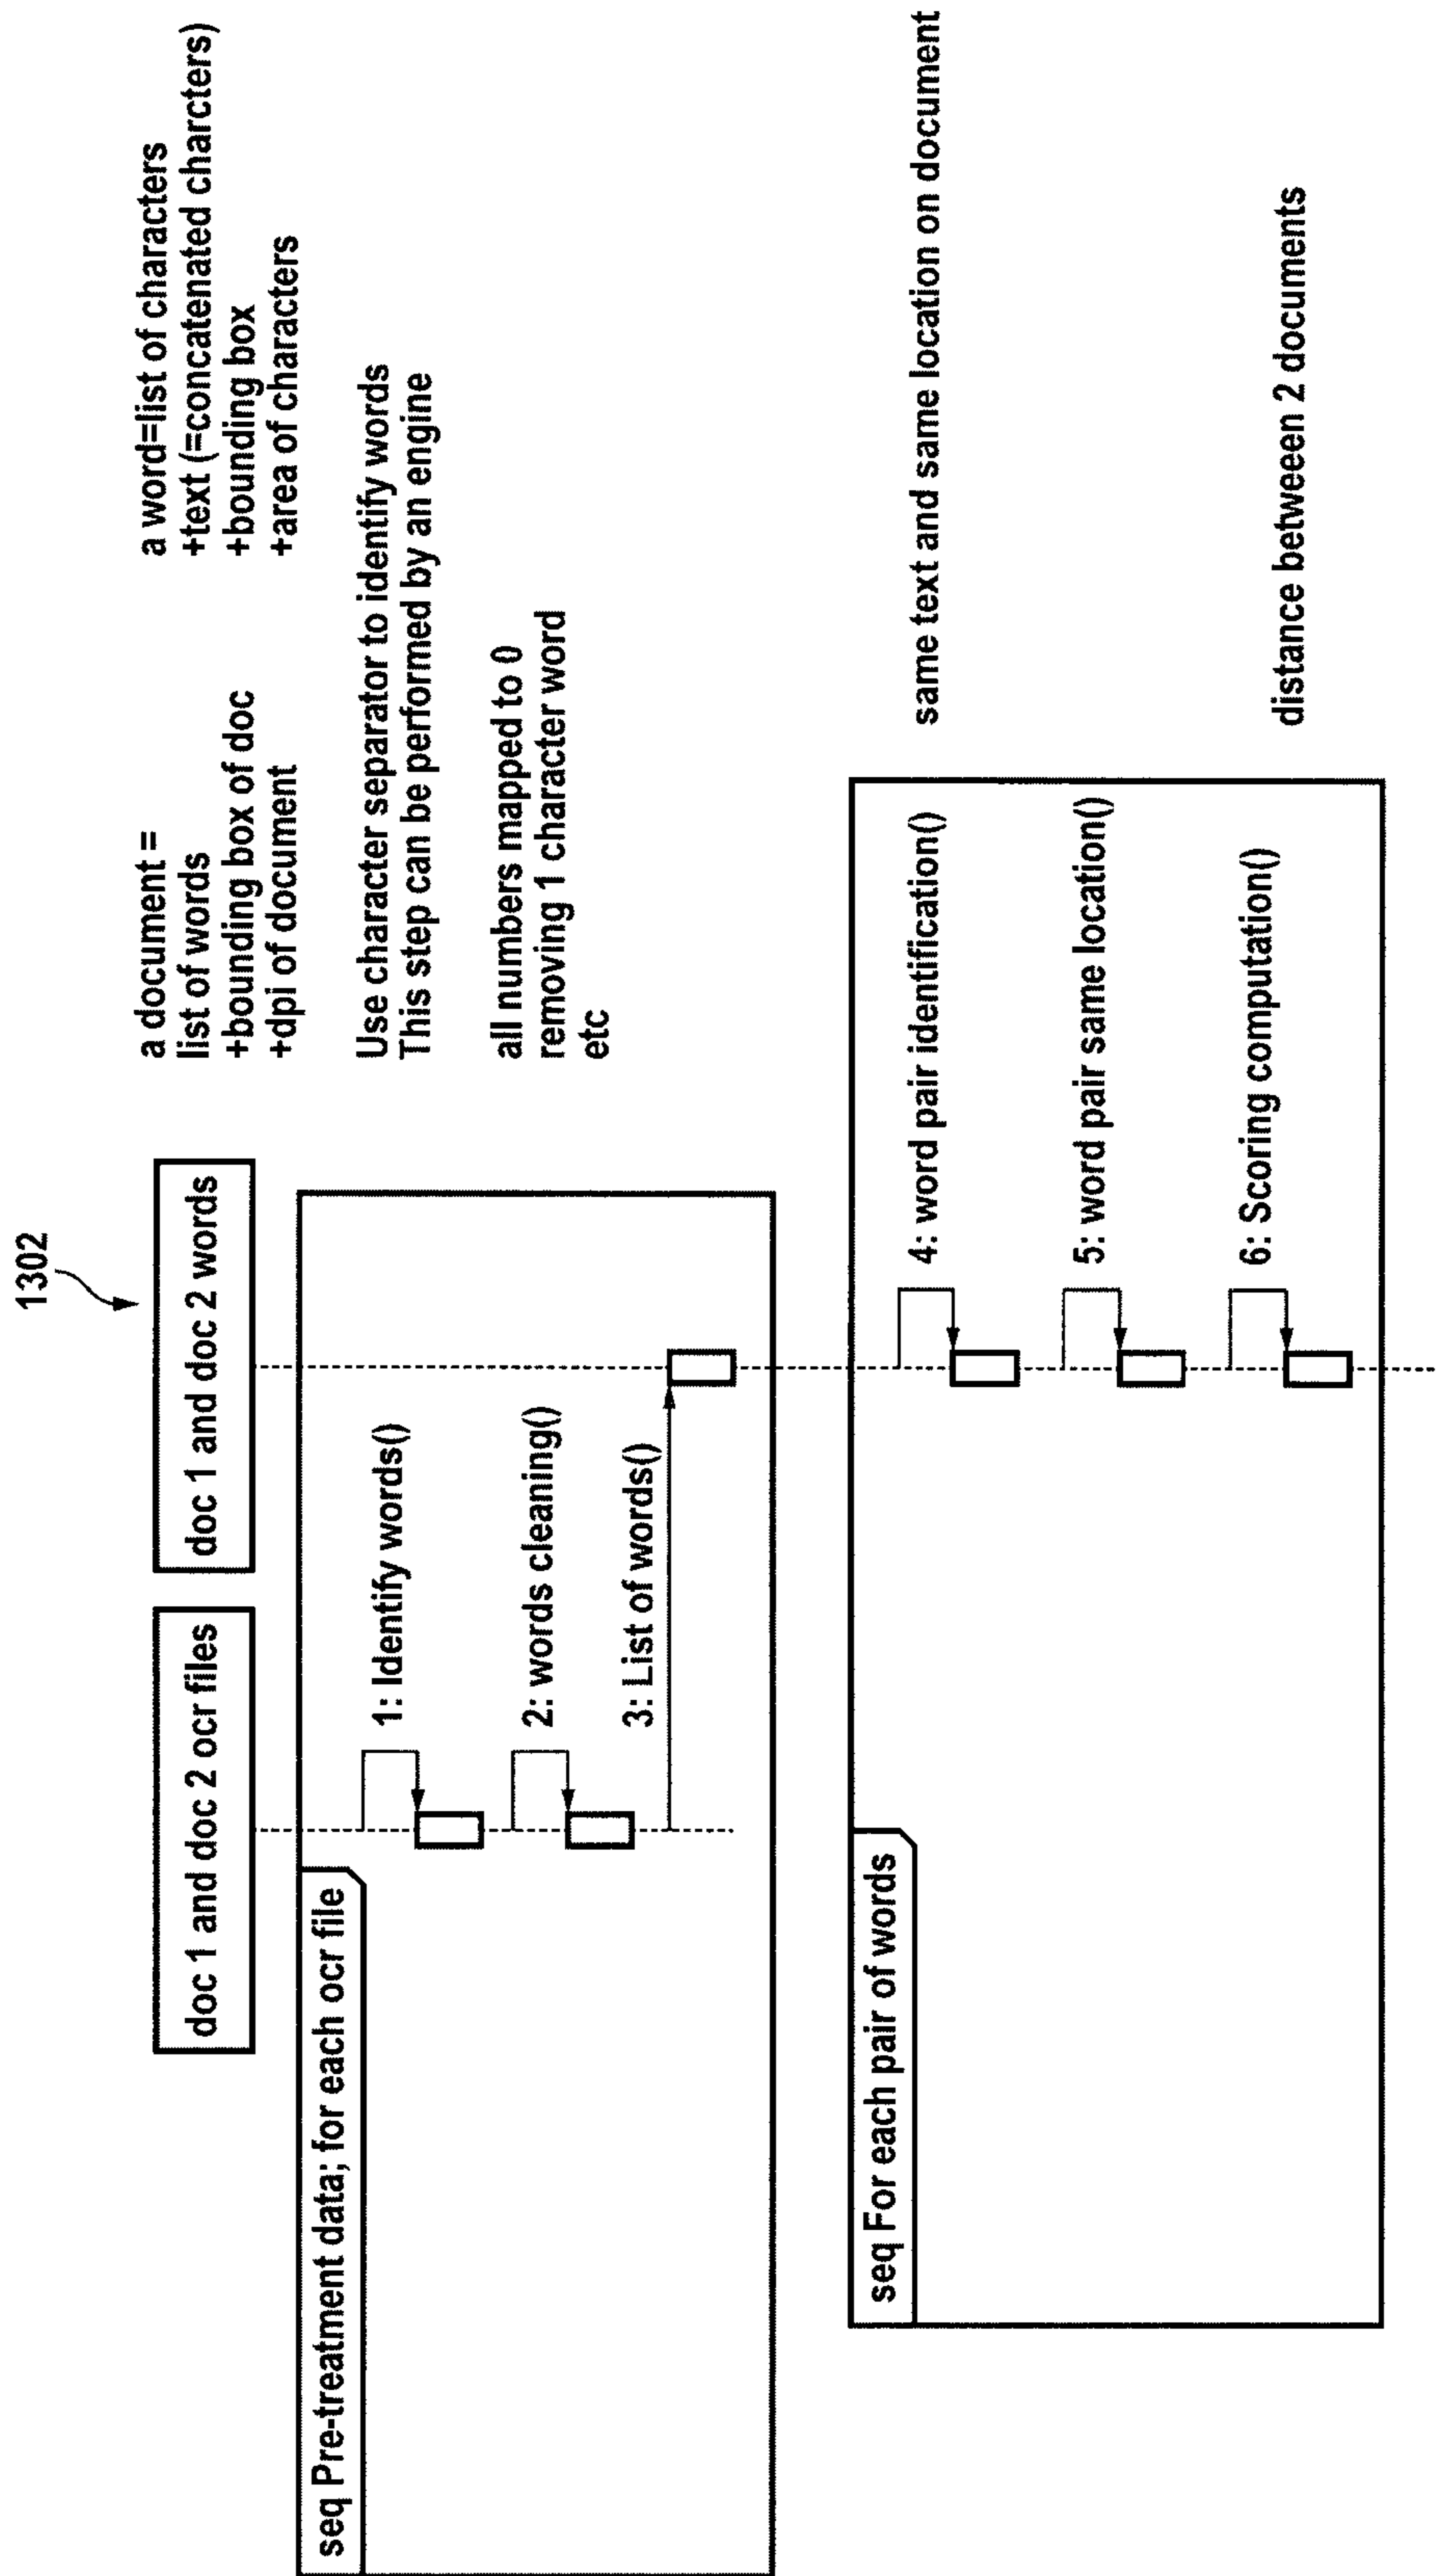 1302
doc 1 and doc 2 ocr files
doc 1 and doc 2 words
a document =
list of words
+bounding box of doc
+dpi of document
a word=list of characters
+text (=concatenated charcters)
+bounding box
+area of characters
seq Pre-treatment data; for each ocr file
1: Identify words()
Use character separator to identify words
This step can be performed by an engine
2: words cleaning()
all numbers mapped to 0
removing 1 character word
etc
3: List of words()
seq For each pair of words
4: word pair identification()
same text and same location on document
5: word pair same location()
6: Scoring computation()
distance betweeen 2 documents